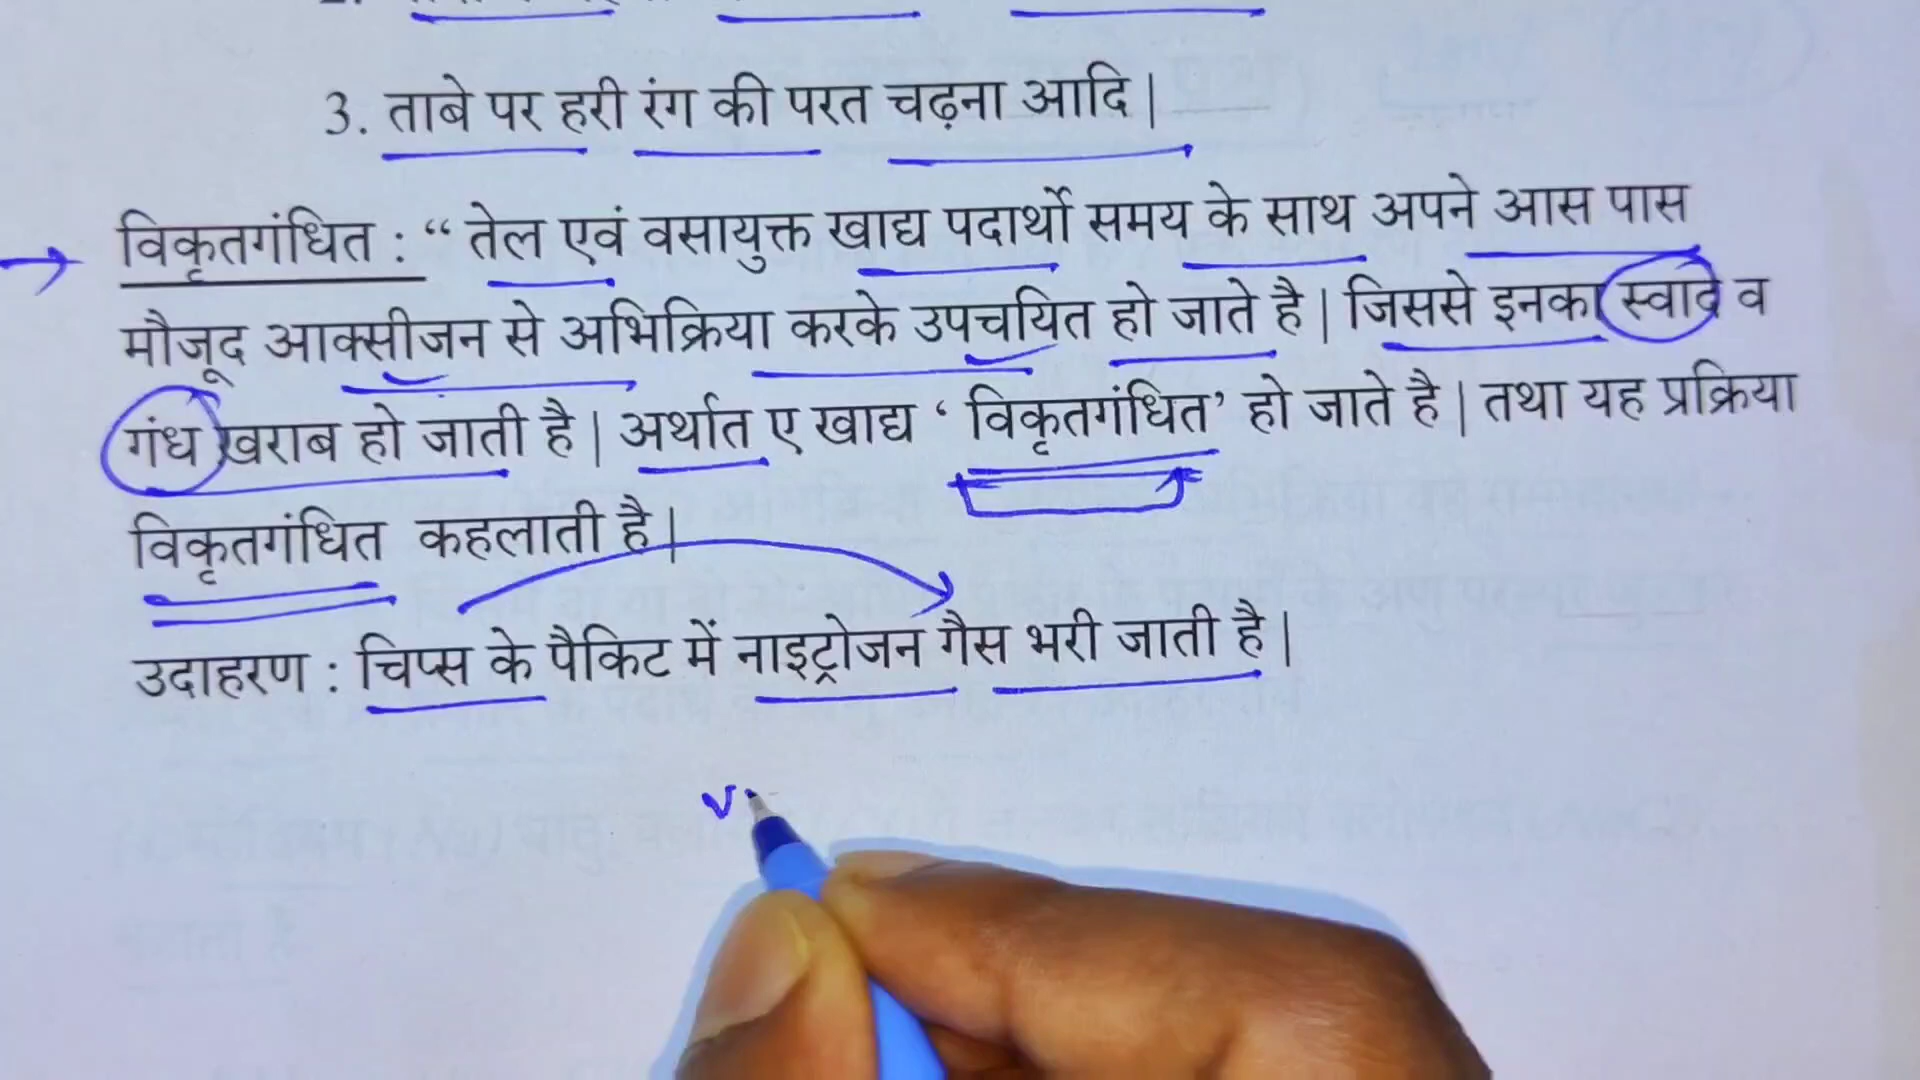 3. ताबे पर हरी रंग की परत चढ़ना आदि |
विकृतगंधित : “ तेल एवं वसायुक्त खाद्य पदार्थो समय के साथ अपने आस पास
मौजूद आक्सीजन से अभिक्रिया करके उपचयित हो जाते है | जिससे इनका स्वाद व
गंध खराब हो जाती है | अर्थात ए खाद्य ‘ विकृतगंधित’ हो जाते है | तथा यह प्रक्रिया
विकृतगंधित कहलाती है |
उदाहरण : चिप्स के पैकिट में नाइट्रोजन गैस भरी जाती है |